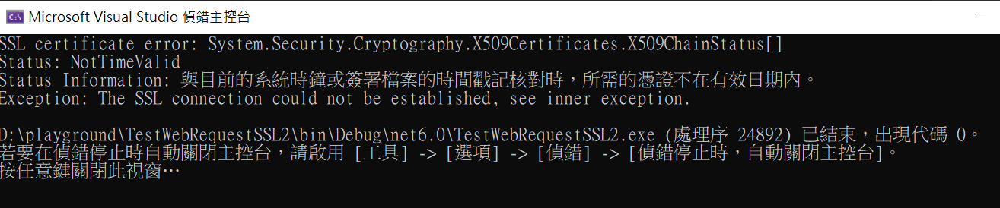 Microsoft Visual Studio 偵錯主控台
SSL certificate error: System.Security.Cryptography.X509Certificates.X509ChainStatus[]
Status: NotTimeValid
Status Information: 與目前的系統時鐘或簽署檔案的時間戳記核對時，所需的憑證不在有效日期內。
Exception: The SSL connection could not be established, see inner exception.
D:\playground\TestWebRequestSSL2\bin\Debug\net6.0\TestWebRequestSSL2.exe (處理序 24892) 已結束，出現代碼 0。
若要在偵錯停止時自動關閉主控台，請啟用 [工具] -> [選項] -> [偵錯] -> [偵錯停止時，自動關閉主控台]。
按任意鍵關閉此視窗…